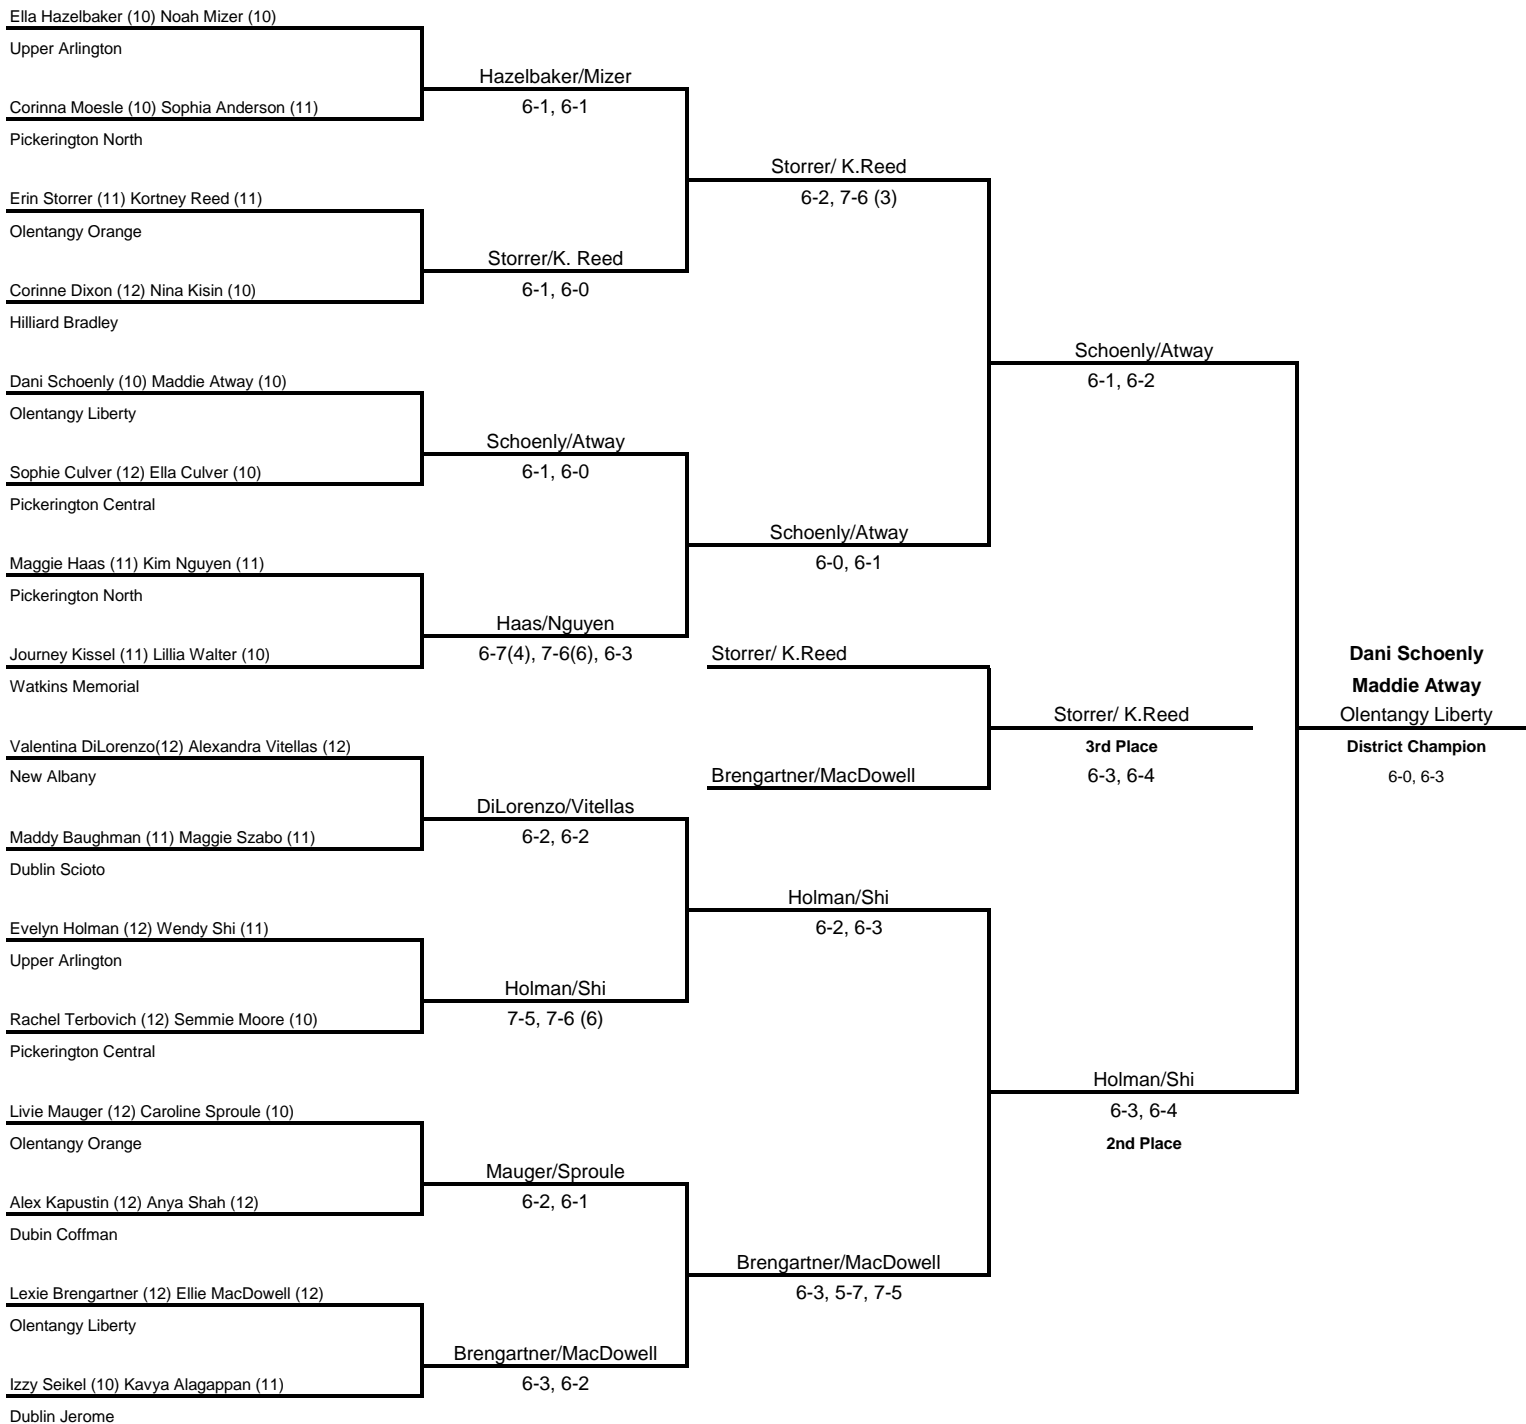 Ella Hazelbaker (10) Noah Mizer (10)
Upper Arlington
Hazelbaker/Mizer
6-1, 6-1
Corinna Moesle (10) Sophia Anderson (11)
Pickerington North
Storrer/ K.Reed
6-2, 7-6 (3)
Erin Storrer (11) Kortney Reed (11)
Olentangy Orange
Storrer/K. Reed
6-1, 6-0
Corinne Dixon (12) Nina Kisin (10)
Hilliard Bradley
Schoenly/Atway
6-1, 6-2
Dani Schoenly (10) Maddie Atway (10)
Olentangy Liberty
Schoenly/Atway
6-1, 6-0
Sophie Culver (12) Ella Culver (10)
Pickerington Central
Schoenly/Atway
6-0, 6-1
Maggie Haas (11) Kim Nguyen (11)
Pickerington North
Haas/Nguyen
6-7(4), 7-6(6), 6-3
Journey Kissel (11) Lillia Walter (10)
Watkins Memorial
Storrer/ K.Reed
Storrer/ K.Reed
3rd Place
6-3, 6-4
Brengartner/MacDowell
Dani Schoenly
Maddie Atway
Olentangy Liberty
District Champion
6-0, 6-3
Valentina DiLorenzo(12) Alexandra Vitellas (12)
New Albany
DiLorenzo/Vitellas
6-2, 6-2
Maddy Baughman (11) Maggie Szabo (11)
Dublin Scioto
Holman/Shi
6-2, 6-3
Evelyn Holman (12) Wendy Shi (11)
Upper Arlington
Holman/Shi
7-5, 7-6 (6)
Rachel Terbovich (12) Semmie Moore (10)
Pickerington Central
Holman/Shi
6-3, 6-4
2nd Place
Livie Mauger (12) Caroline Sproule (10)
Olentangy Orange
Mauger/Sproule
6-2, 6-1
Alex Kapustin (12) Anya Shah (12)
Dubin Coffman
Brengartner/MacDowell
6-3, 5-7, 7-5
Lexie Brengartner (12) Ellie MacDowell (12)
Olentangy Liberty
Brengartner/MacDowell
6-3, 6-2
Izzy Seikel (10) Kavya Alagappan (11)
Dublin Jerome